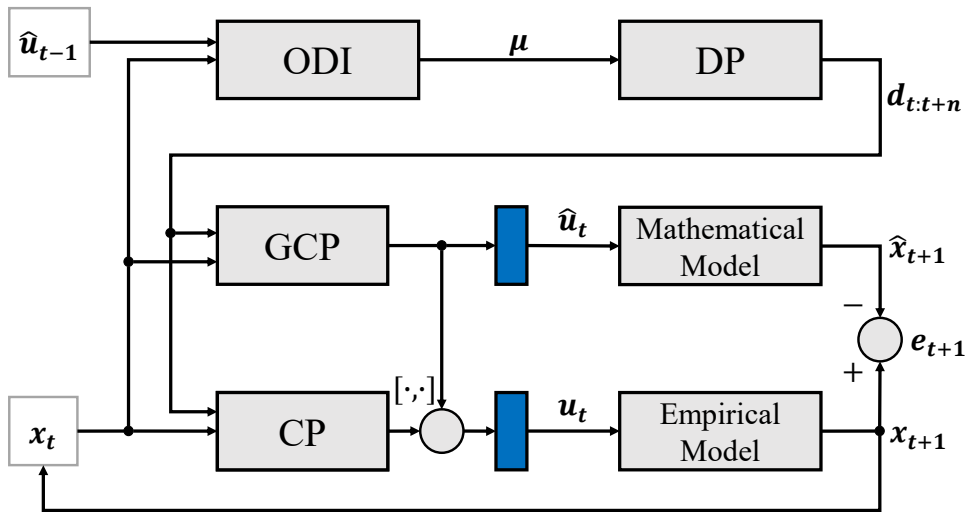 û_{t-1}
ODI
μ
DP
d_{t:t+n}
GCP
û_t
Mathematical
Model
x̂_{t+1}
−
e_{t+1}
+
x_t
CP
[·,·]
u_t
Empirical
Model
x_{t+1}